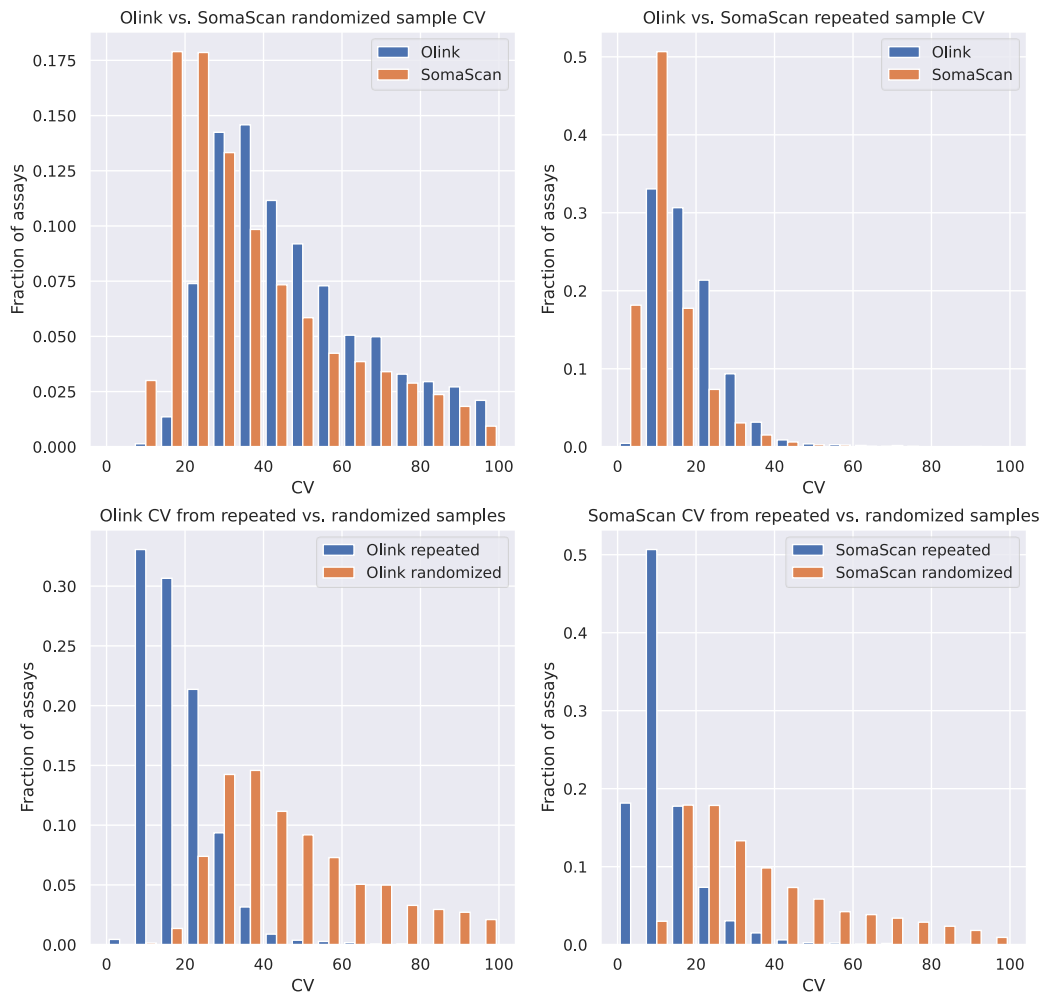 Olink vs. SomaScan randomized sample CV
Olink
SomaScan
Fraction of assays
0.175
0.150
0.125
0.100
0.075
0.050
0.025
0.000
0 20 40 60 80 100
CV
Olink vs. SomaScan repeated sample CV
Olink
SomaScan
Fraction of assays
0.5
0.4
0.3
0.2
0.1
0.0
0 20 40 60 80 100
CV
Olink CV from repeated vs. randomized samples
Olink repeated
Olink randomized
Fraction of assays
0.30
0.25
0.20
0.15
0.10
0.05
0.00
0 20 40 60 80 100
CV
SomaScan CV from repeated vs. randomized samples
SomaScan repeated
SomaScan randomized
Fraction of assays
0.5
0.4
0.3
0.2
0.1
0.0
0 20 40 60 80 100
CV